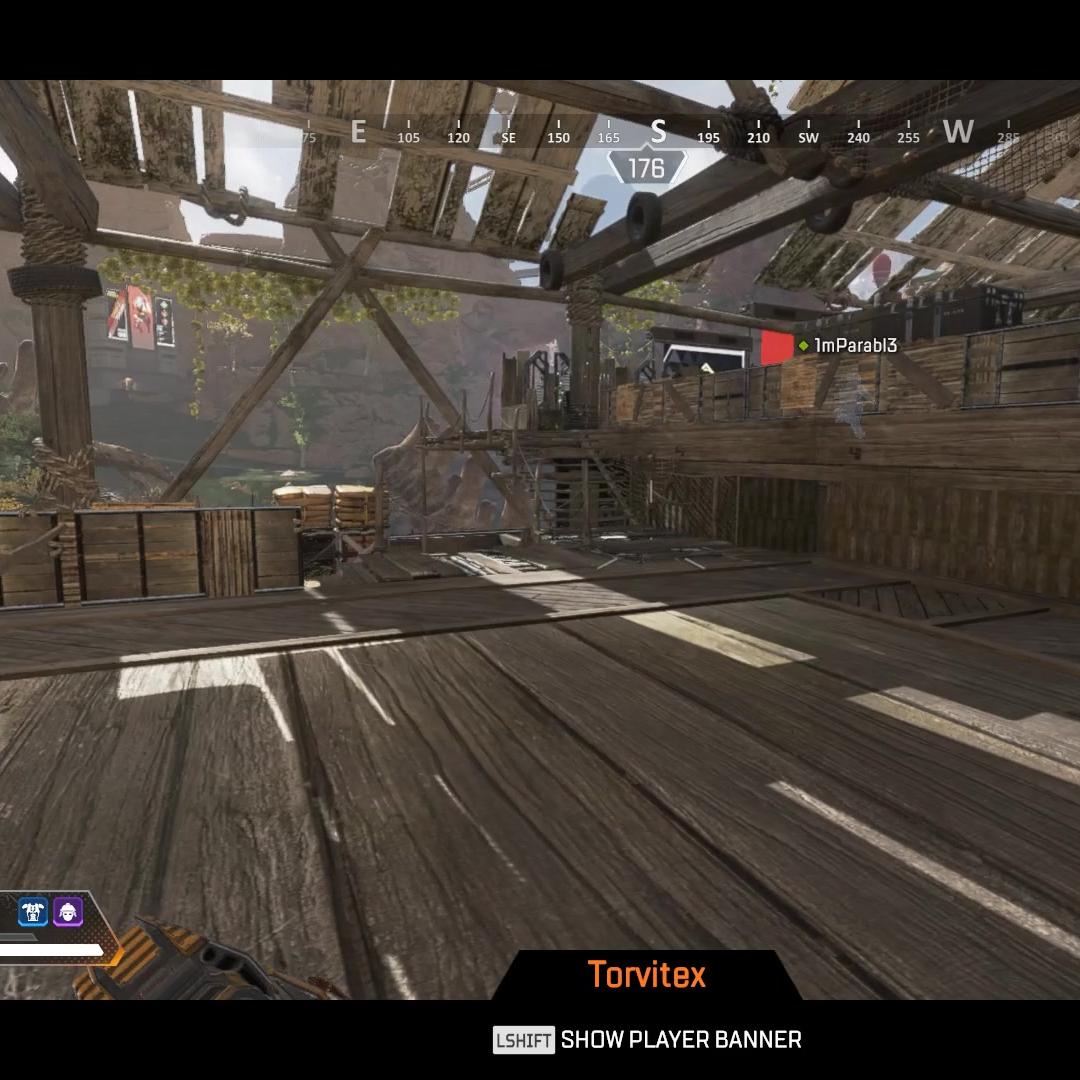 75 E 105 120 SE 150 165 S 195 210 SW 240 255 W 285 300
176
1mParabl3
Torvitex
LSHIFT SHOW PLAYER BANNER